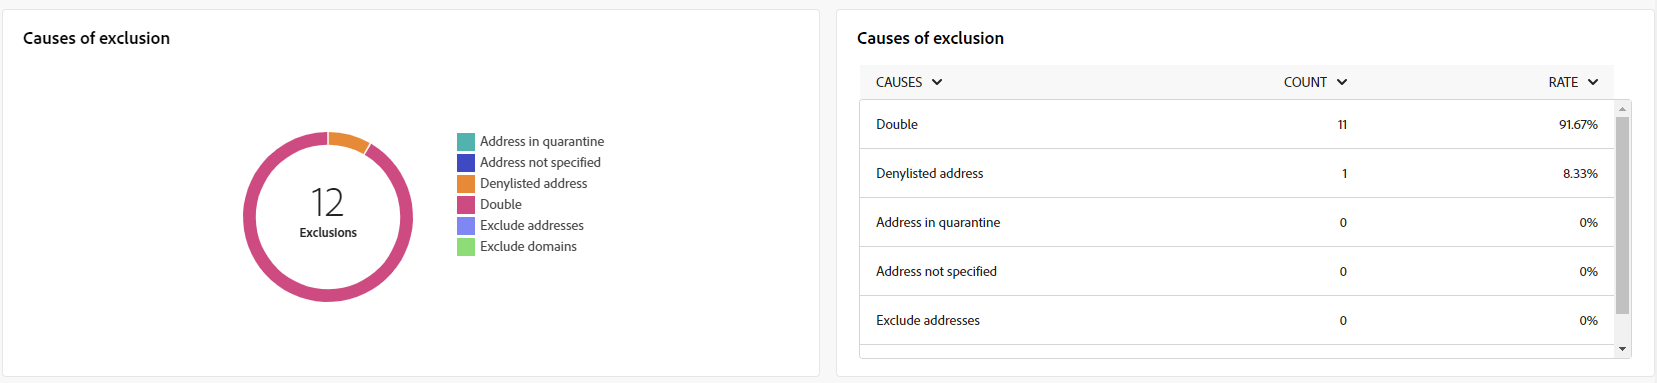 Causes of exclusion
12
Exclusions
Address in quarantine
Address not specified
Denylisted address
Double
Exclude addresses
Exclude domains
Causes of exclusion
CAUSES COUNT RATE
Double 11 91.67%
Denylisted address 1 8.33%
Address in quarantine 0 0%
Address not specified 0 0%
Exclude addresses 0 0%